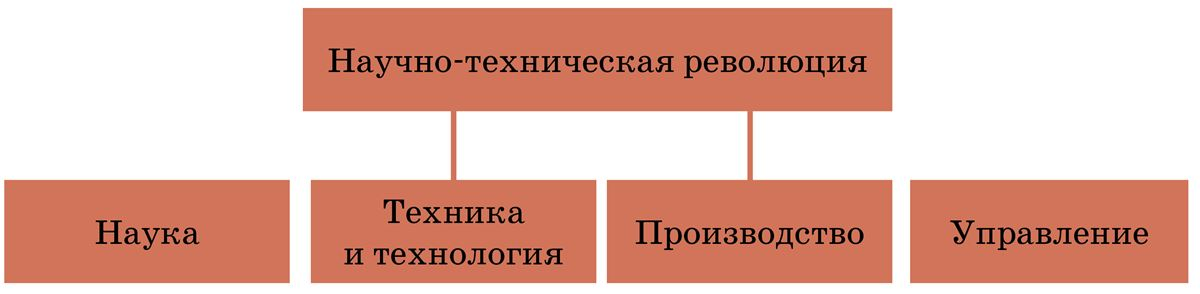 Научно-техническая революция
Наука
Техника
и технология
Производство
Управление